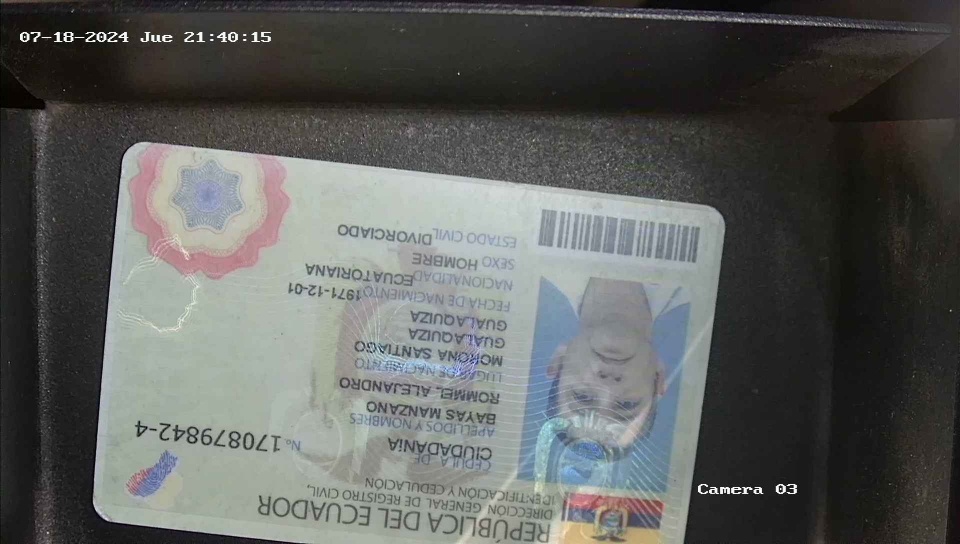 07-18-2024 Jue 21:40:15
REPÚBLICA DEL ECUADOR
DIRECCIÓN GENERAL DE REGISTRO CIVIL,
IDENTIFICACIÓN Y CEDULACIÓN
CÉDULA DE
CIUDADANÍA
No. 170879842-4
APELLIDOS Y NOMBRES
BAYAS MANZANO
ROMMEL ALEJANDRO
LUGAR DE NACIMIENTO
MORONA SANTIAGO
GUALAQUIZA
GUALAQUIZA
FECHA DE NACIMIENTO 1971-12-01
NACIONALIDAD ECUATORIANA
SEXO HOMBRE
ESTADO CIVIL DIVORCIADO
Camera 03